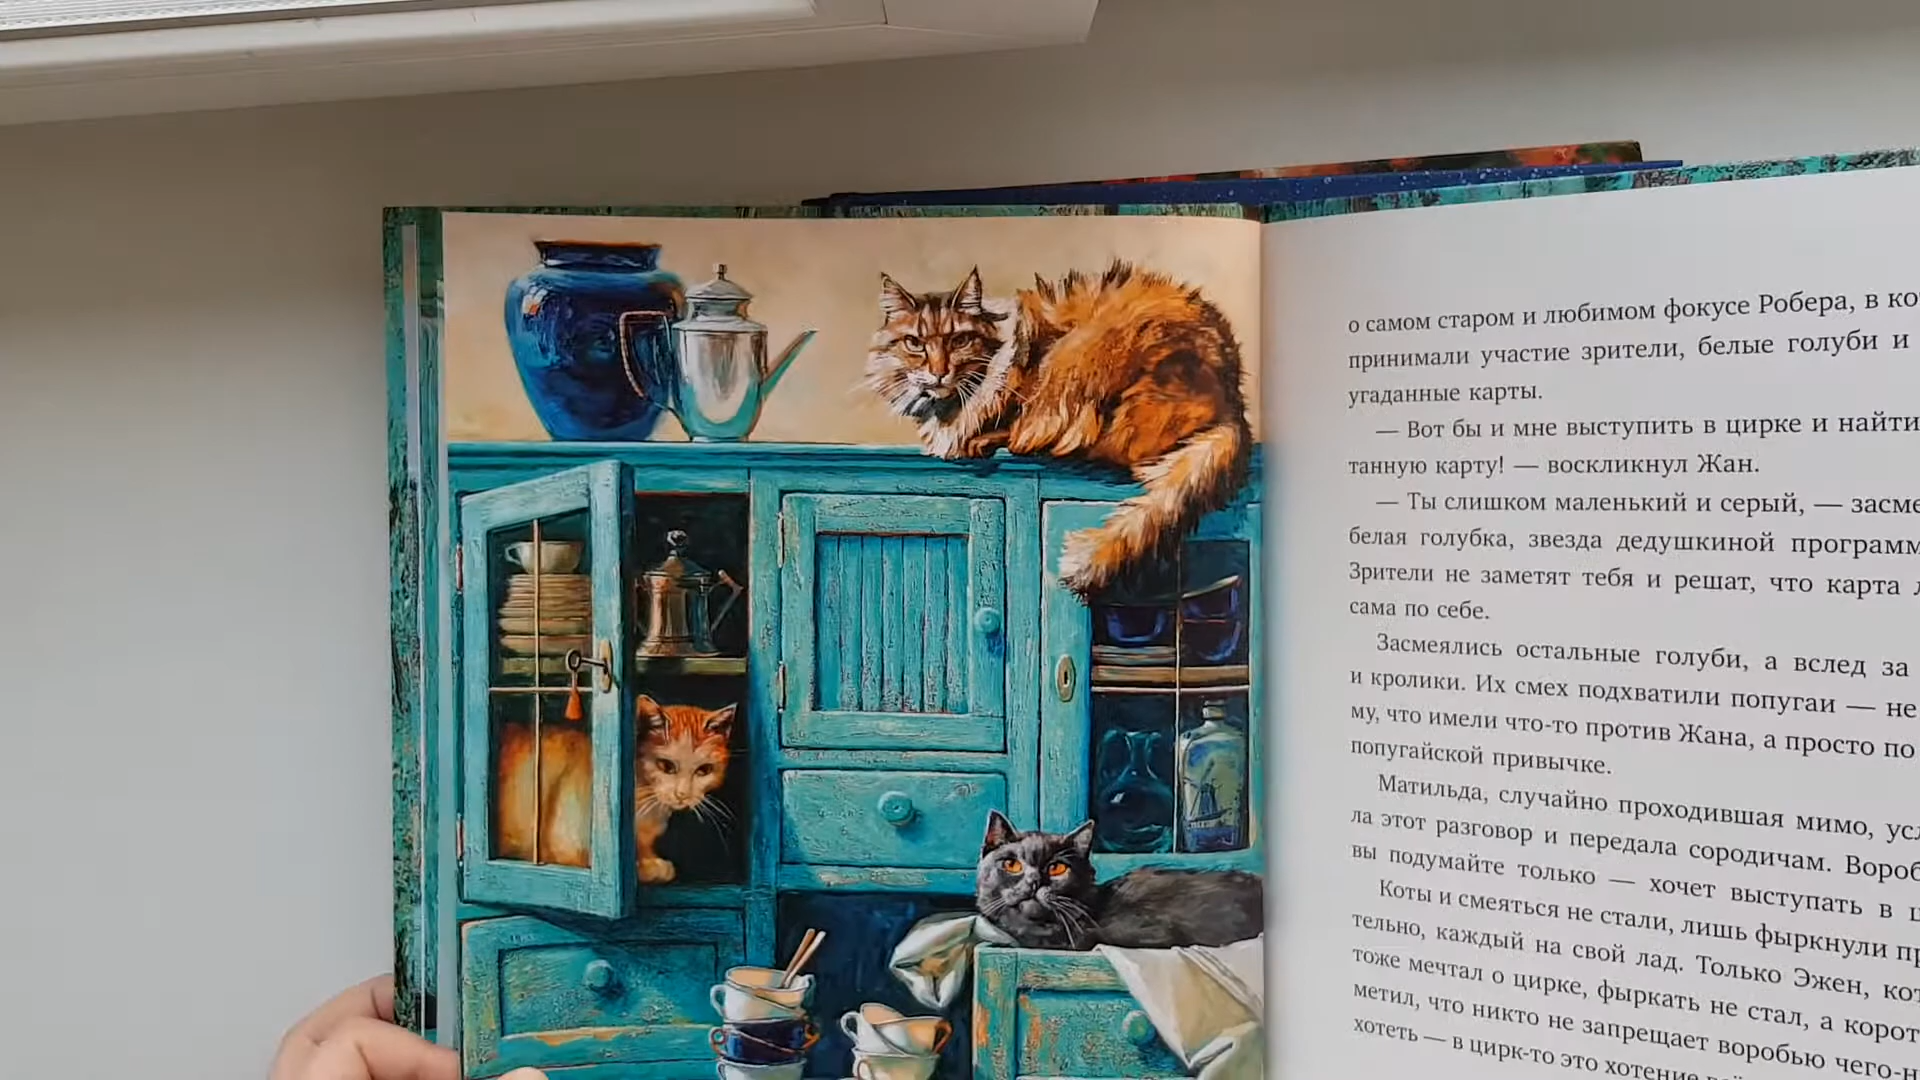 о самом старом и любимом фокусе Робера, в ко
принимали участие зрители, белые голуби и
угаданные карты.
— Вот бы и мне выступить в цирке и найти
танную карту! — воскликнул Жан.
— Ты слишком маленький и серый, — засме
белая голубка, звезда дедушкиной программ
Зрители не заметят тебя и решат, что карта л
сама по себе.
Засмеялись остальные голуби, а вслед за
и кролики. Их смех подхватили попугаи — не
му, что имели что-то против Жана, а просто по
попугайской привычке.
Матильда, случайно проходившая мимо, усл
ла этот разговор и передала сородичам. Вороб
вы подумайте только — хочет выступать в ц
Коты и смеяться не стали, лишь фыркнули пр
тельно, каждый на свой лад. Только Эжен, кот
тоже мечтал о цирке, фыркать не стал, а корот
метил, что никто не запрещает воробью чего-н
хотеть — в цирк-то это хотение